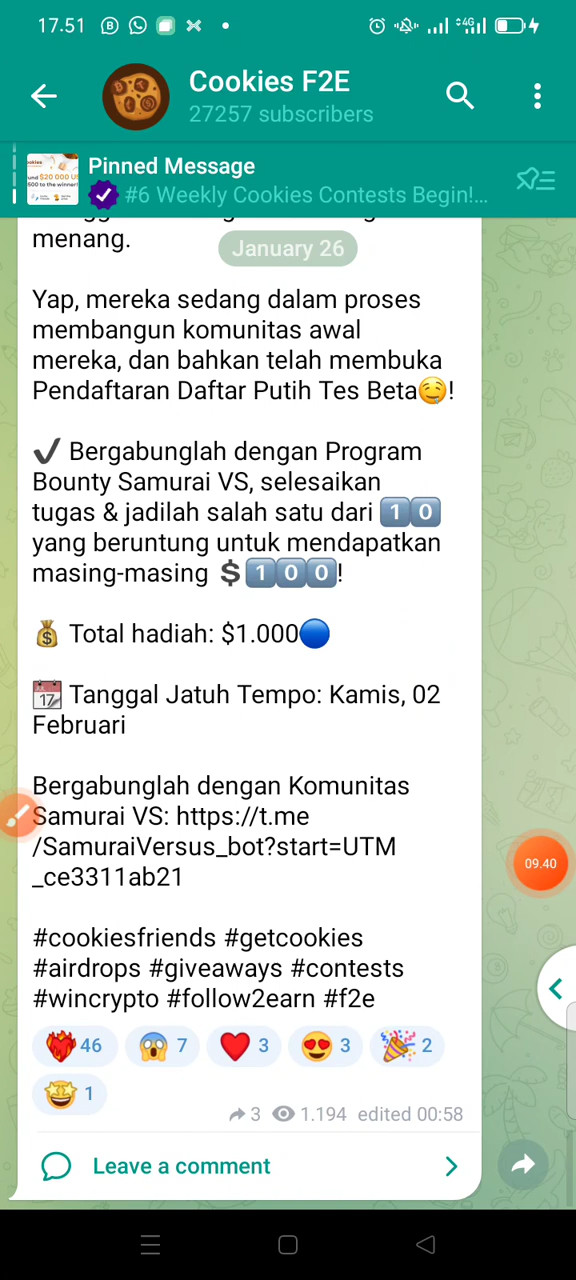 17.51
4G
Cookies F2E
27257 subscribers
Pinned Message
#6 Weekly Cookies Contests Begin!...
menang.
January 26
Yap, mereka sedang dalam proses
membangun komunitas awal
mereka, dan bahkan telah membuka
Pendaftaran Daftar Putih Tes Beta🤤!
✔️ Bergabunglah dengan Program
Bounty Samurai VS, selesaikan
tugas & jadilah salah satu dari 1️⃣0️⃣
yang beruntung untuk mendapatkan
masing-masing 💲1️⃣0️⃣0️⃣!
💰 Total hadiah: $1.000🔵
📆 Tanggal Jatuh Tempo: Kamis, 02
Februari
Bergabunglah dengan Komunitas
Samurai VS: https://t.me
/SamuraiVersus_bot?start=UTM
_ce3311ab21
09.40
#cookiesfriends #getcookies
#airdrops #giveaways #contests
#wincrypto #follow2earn #f2e
❤️‍🔥 46 😱 7 ❤️ 3 😍 3 🎉 2
🤩 1
3 1.194 edited 00:58
Leave a comment